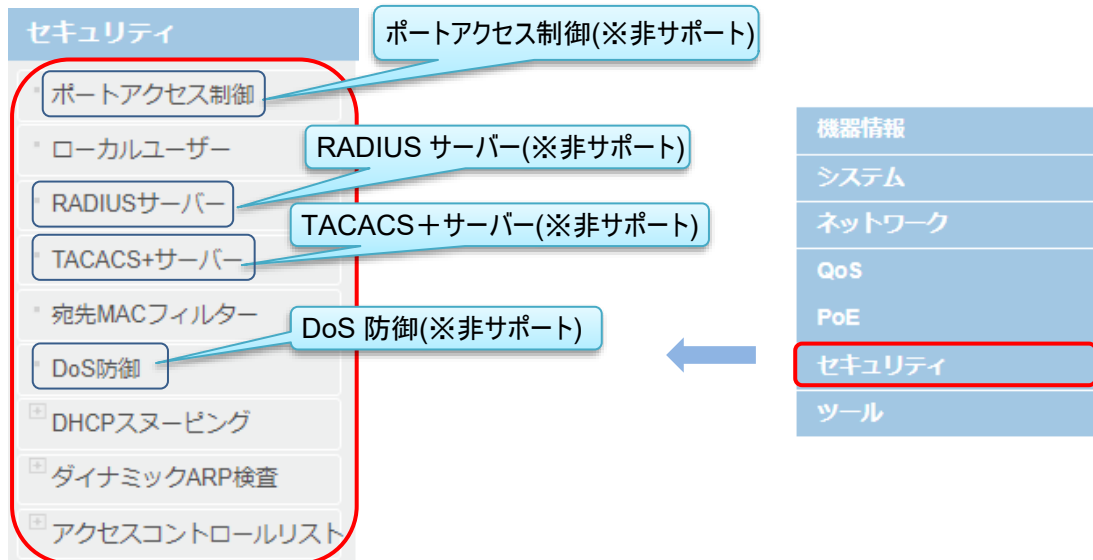 セキュリティ
ポートアクセス制御(※非サポート)
ポートアクセス制御
ローカルユーザー
RADIUS サーバー(※非サポート)
RADIUSサーバー
TACACS＋サーバー(※非サポート)
TACACS+サーバー
宛先MACフィルター
DoS 防御(※非サポート)
DoS防御
DHCPスヌーピング
ダイナミックARP検査
アクセスコントロールリスト
機器情報
システム
ネットワーク
QoS
PoE
セキュリティ
ツール